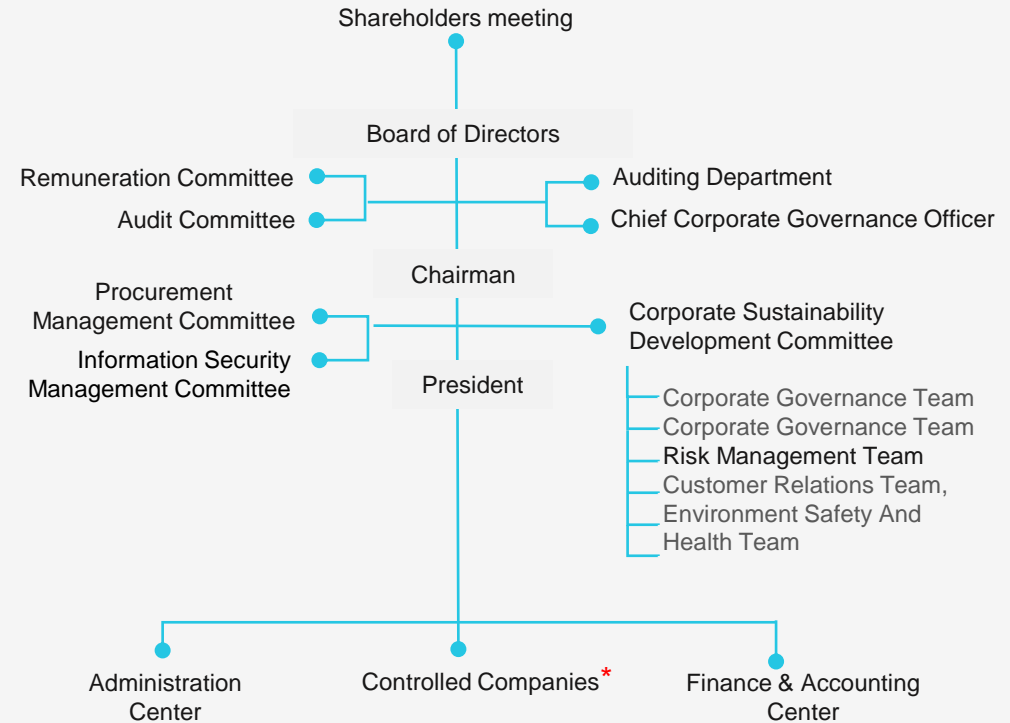 Shareholders meeting
Board of Directors
Remuneration Committee
Audit Committee
Auditing Department
Chief Corporate Governance Officer
Chairman
Procurement
Management Committee
Information Security
Management Committee
Corporate Sustainability
Development Committee
President
Corporate Governance Team
Corporate Governance Team
Risk Management Team
Customer Relations Team,
Environment Safety And
Health Team
Administration
Center
Controlled Companies*
Finance & Accounting
Center